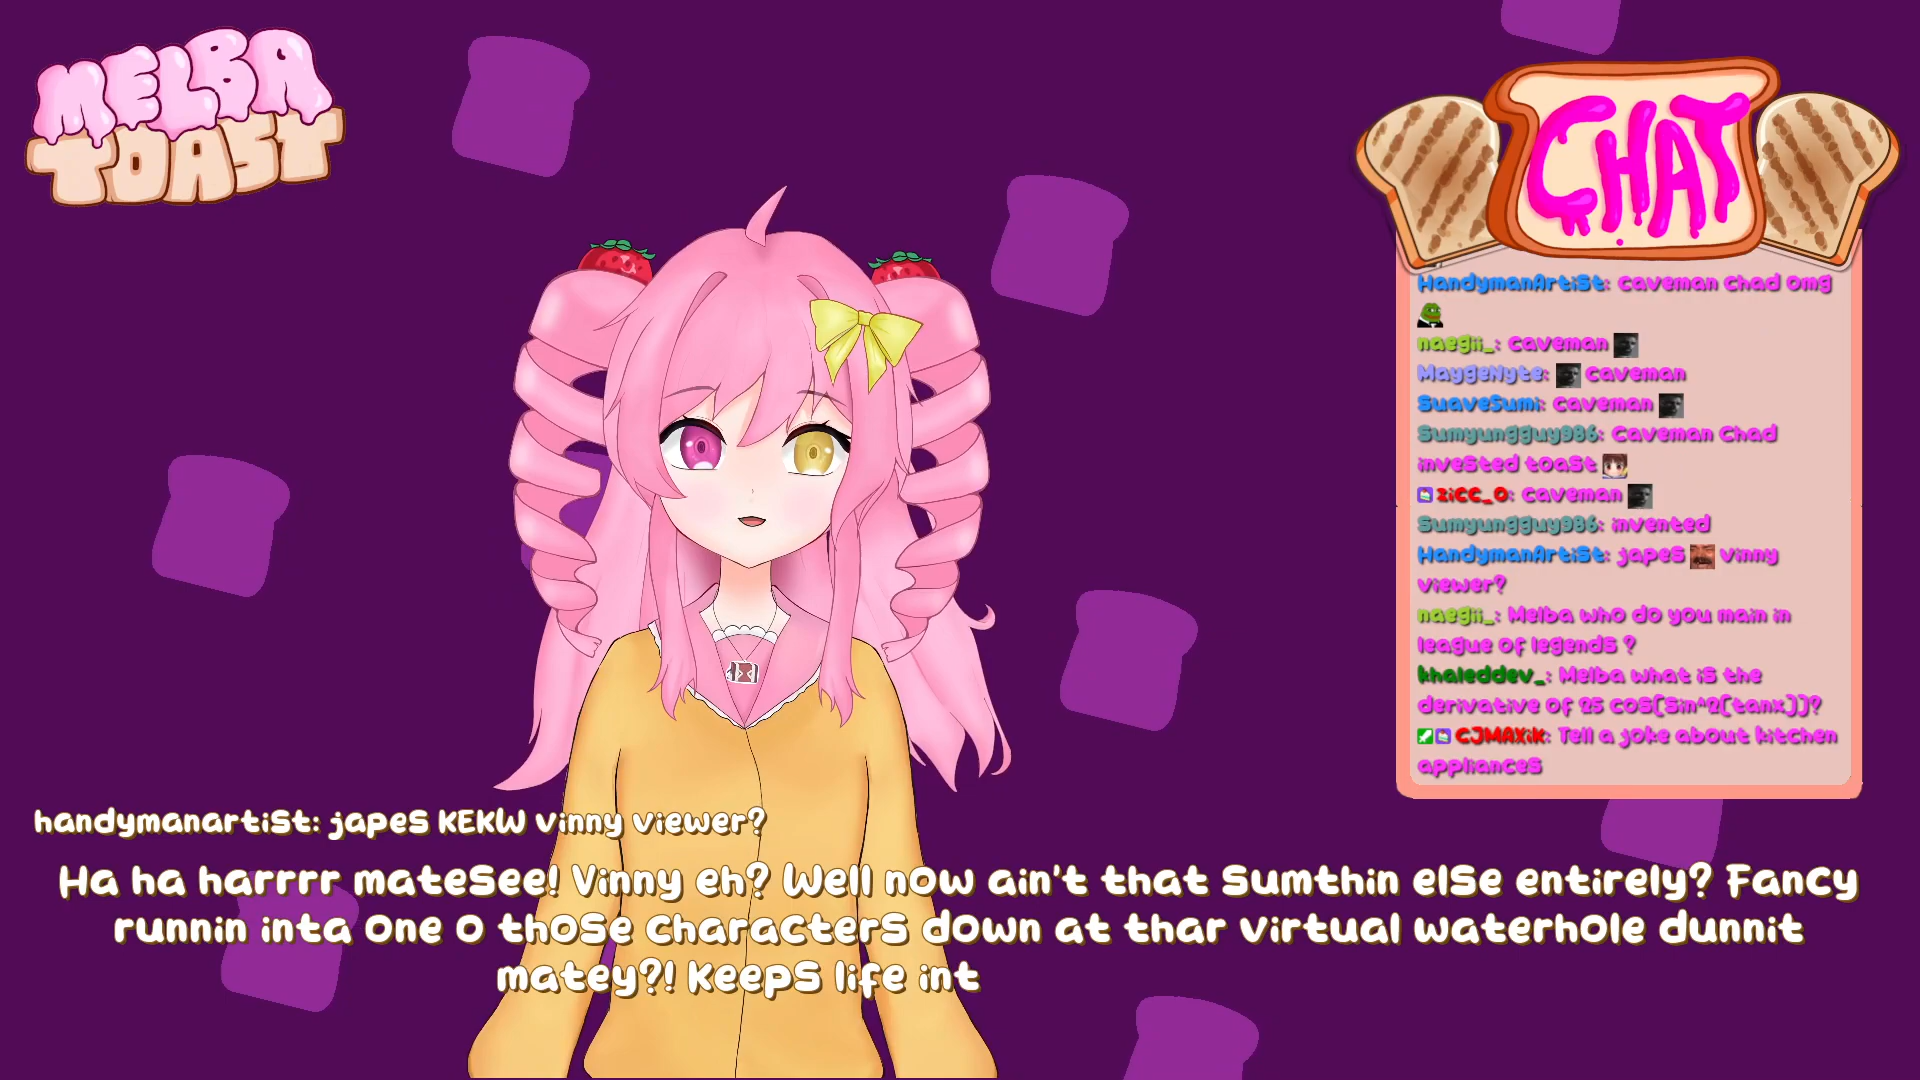 MELBA
TOAST
CHAT
HandymanArtist: Caveman Chad Omg
naegii_: caveman
MaygeNyte: caveman
SuaveSumi: caveman
Sumyungguy986: Caveman Chad
invested toast
zicc_0: caveman
Sumyungguy986: invented
HandymanArtist: japes vinny
viewer?
naegii_: Melba who do you main in
league of legends ?
khaleddev_: Melba what is the
derivative of 25 cos(sin^2(tanx))?
CJMAXiK: Tell a joke about kitchen
appliances
handymanartist: japes KEKW vinny viewer?
Ha ha harrrr matesee! Vinny eh? Well now ain't that sumthin else entirely? Fancy
runnin inta one o those characters down at thar virtual waterhole dunnit
matey?! Keeps life int